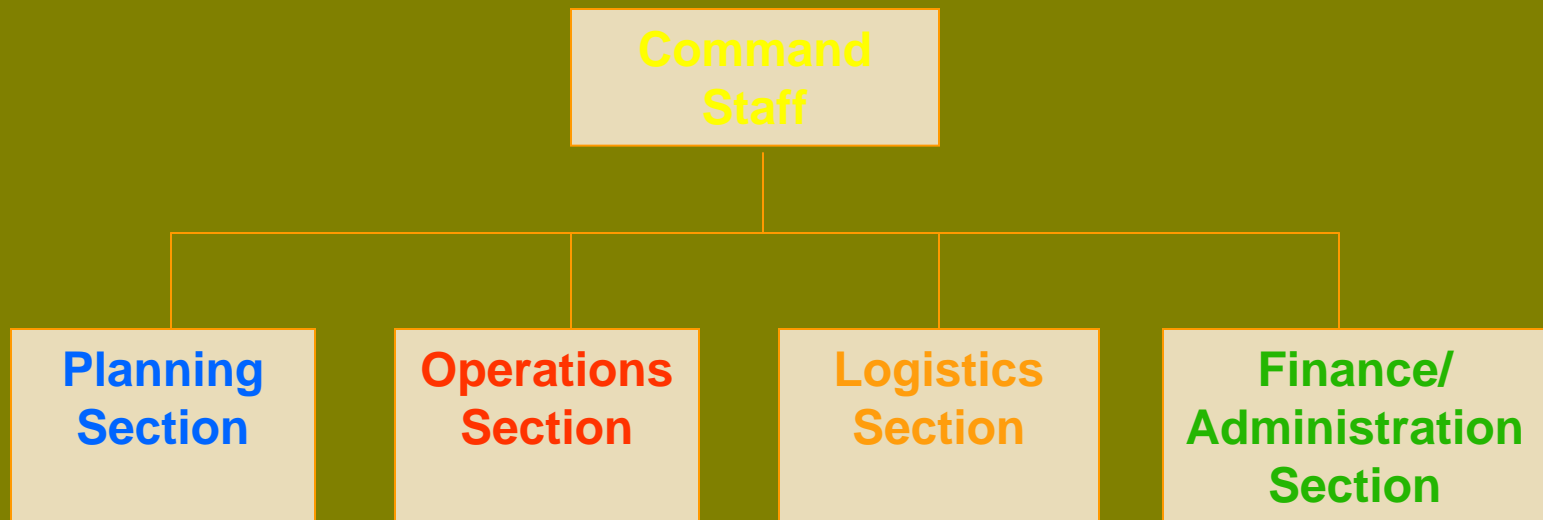 Command
Staff
Planning
Section
Operations
Section
Logistics
Section
Finance/
Administration
Section